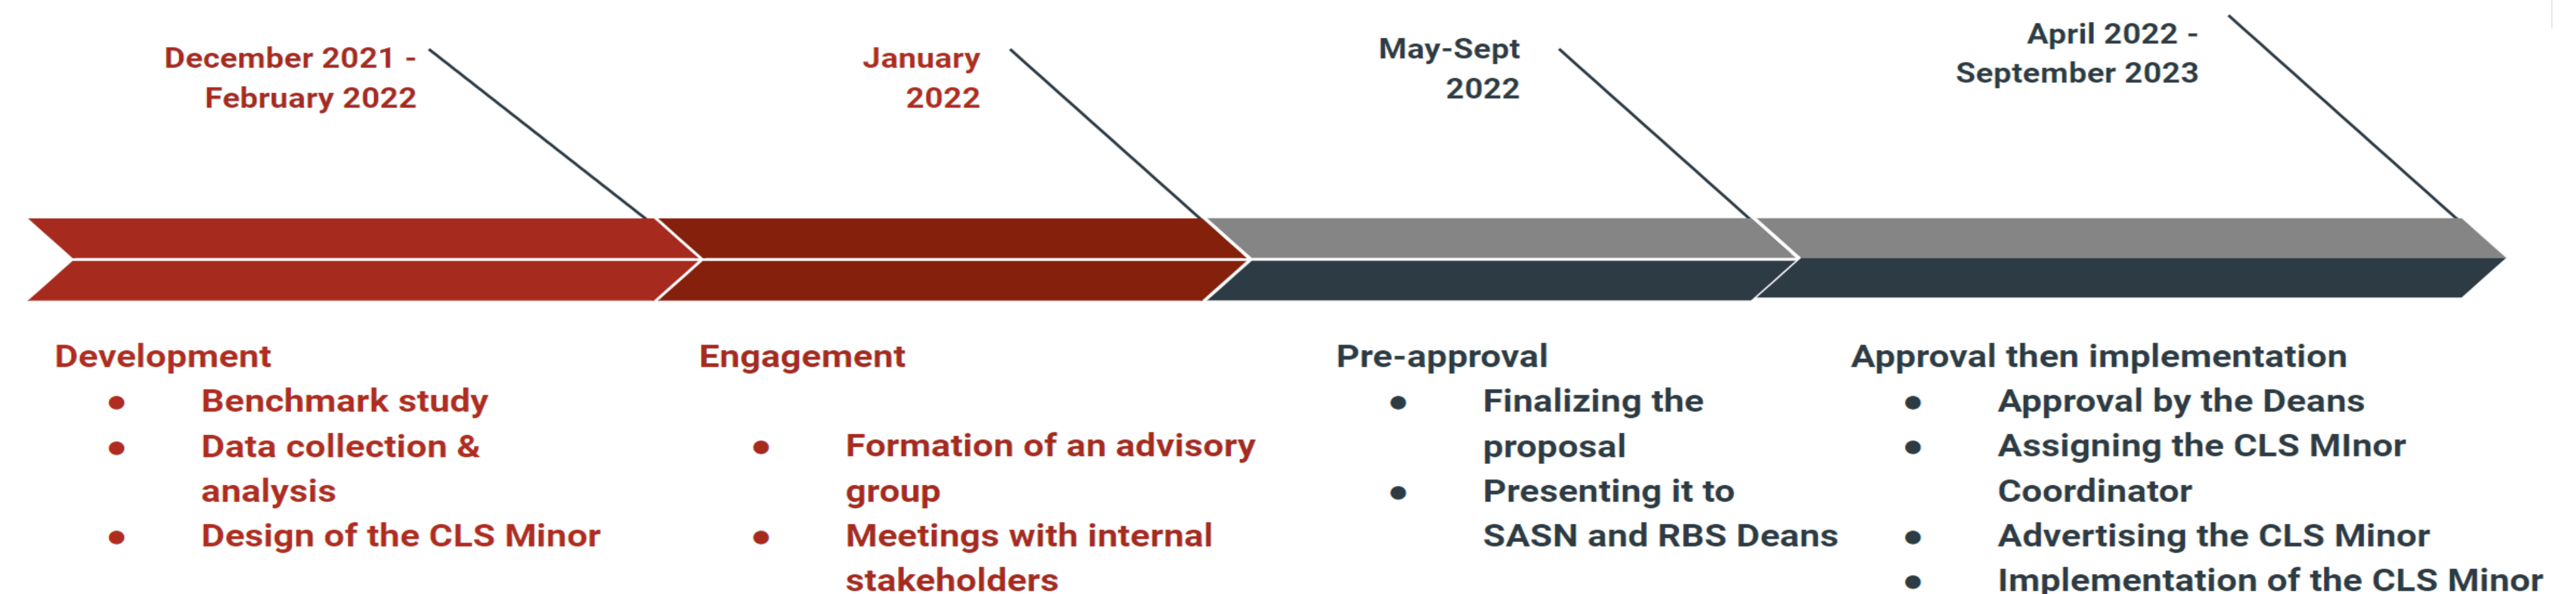 December 2021 -
February 2022
January
2022
May-Sept
2022
April 2022 -
September 2023
Development
● Benchmark study
● Data collection &
analysis
● Design of the CLS Minor
Engagement
● Formation of an advisory
group
● Meetings with internal
stakeholders
Pre-approval
● Finalizing the
proposal
● Presenting it to
SASN and RBS Deans
Approval then implementation
● Approval by the Deans
● Assigning the CLS MInor
Coordinator
● Advertising the CLS Minor
● Implementation of the CLS Minor